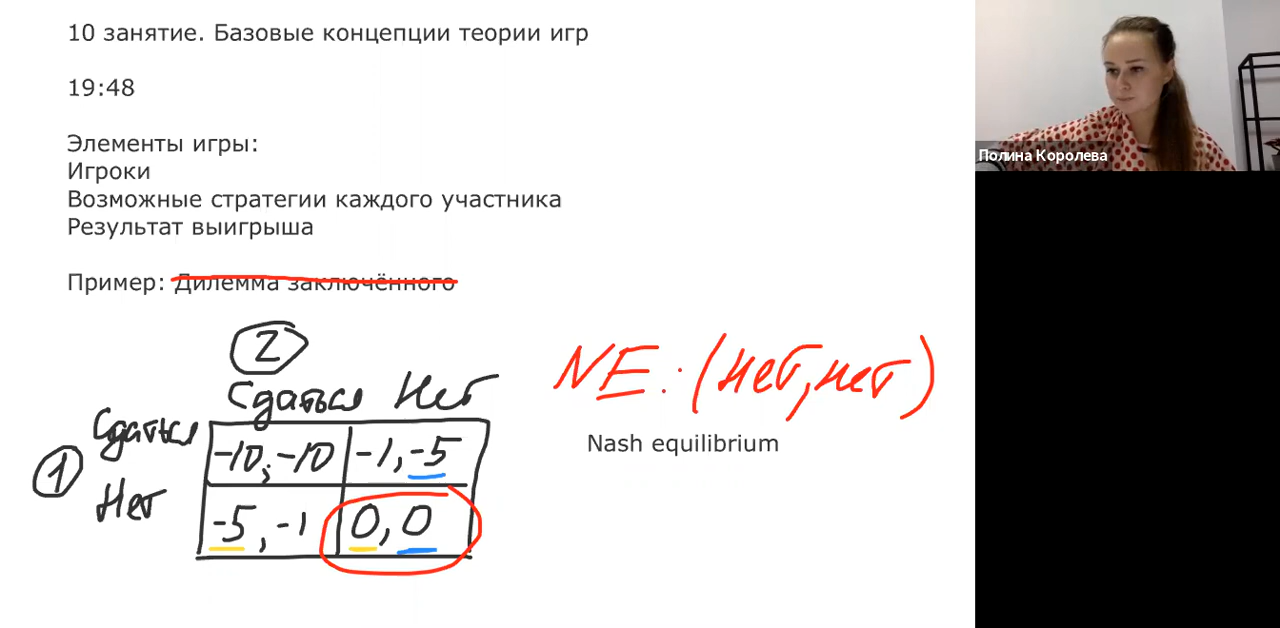 10 занятие. Базовые концепции теории игр
19:48
Элементы игры:
Игроки
Возможные стратегии каждого участника
Результат выигрыша
Пример: Дилемма заключённого
2
Сдаться Нет
1
Сдаться
-10; -10
-1, -5
Нет
-5, -1
0, 0
NE: (нет, нет)
Nash equilibrium
Полина Королева